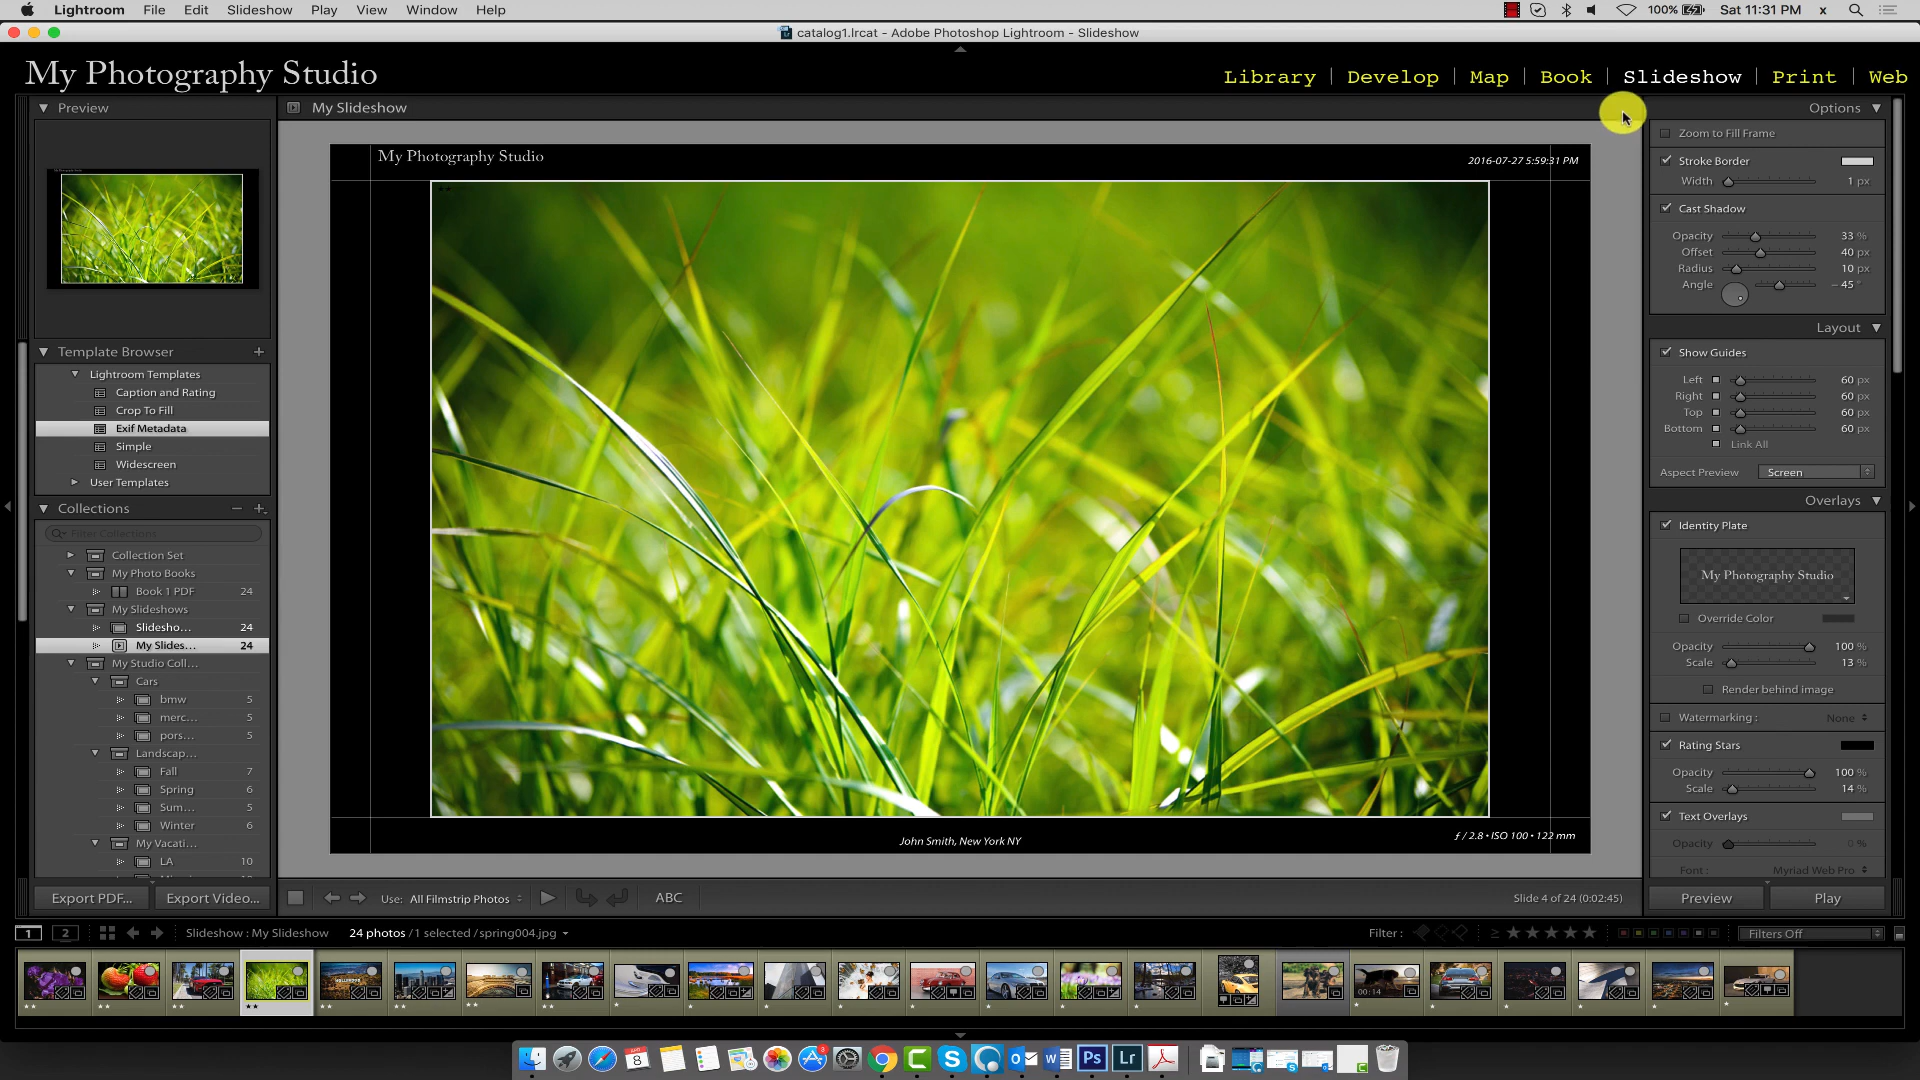 Lightroom File Edit Slideshow Play View Window Help
100% Sat 11:31 PM x
catalog1.lrcat - Adobe Photoshop Lightroom - Slideshow
My Photography Studio
Library | Develop | Map | Book | Slideshow | Print | Web
Preview
My Slideshow
Options
Zoom to Fill Frame
Stroke Border
Width 1 px
Cast Shadow
Opacity 33 %
Offset 40 px
Radius 10 px
Angle - 45 °
Layout
Show Guides
Left 60 px
Right 60 px
Top 60 px
Bottom 60 px
Link All
Aspect Preview Screen
Overlays
Identity Plate
My Photography Studio
Override Color
Opacity 100 %
Scale 13 %
Render behind image
Watermarking : None
Rating Stars
Opacity 100 %
Scale 14 %
Text Overlays
Opacity 0 %
Font : Myriad Web Pro
Preview Play
My Photography Studio
2016-07-27 5:59:31 PM
John Smith, New York NY
ƒ / 2.8 • ISO 100 • 122 mm
Template Browser
Lightroom Templates
Caption and Rating
Crop To Fill
Exif Metadata
Simple
Widescreen
User Templates
Collections
Filter Collections
Collection Set
My Photo Books
Book 1 PDF 24
My Slideshows
Slidesho... 24
My Slides... 24
My Studio Coll...
Cars
bmw 5
merc... 5
pors... 5
Landscap...
Fall 7
Spring 6
Sum... 5
Winter 6
My Vacati...
LA 10
Export PDF... Export Video...
Use: All Filmstrip Photos
ABC
Slide 4 of 24 (0:02:45)
1 2
Slideshow : My Slideshow 24 photos / 1 selected / spring004.jpg
Filter :
Filters Off
00:14
8
3
Ps Lr